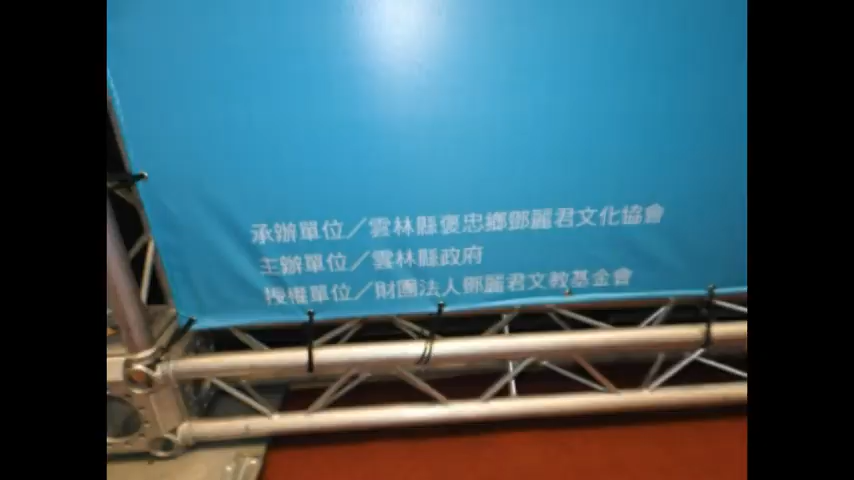 承辦單位／雲林縣褒忠鄉鄧麗君文化協會
主辦單位／雲林縣政府
授權單位／財團法人鄧麗君文教基金會